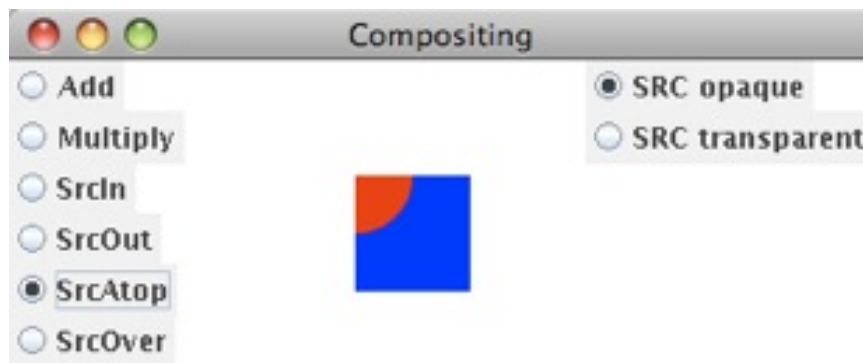 Compositing
Add
Multiply
SrcIn
SrcOut
SrcAtop
SrcOver
SRC opaque
SRC transparent